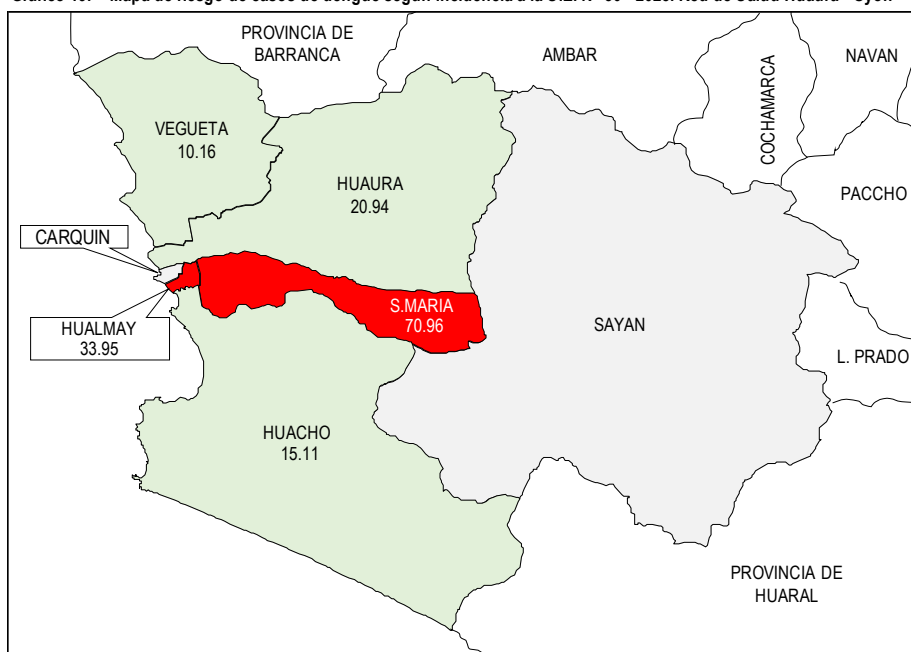 PROVINCIA DE
BARRANCA
AMBAR
NAVAN
COCHAMARCA
VEGUETA
10.16
HUAURA
20.94
PACCHO
CARQUIN
S.MARIA
70.96
HUALMAY
33.95
SAYAN
L. PRADO
HUACHO
15.11
PROVINCIA DE
HUARAL